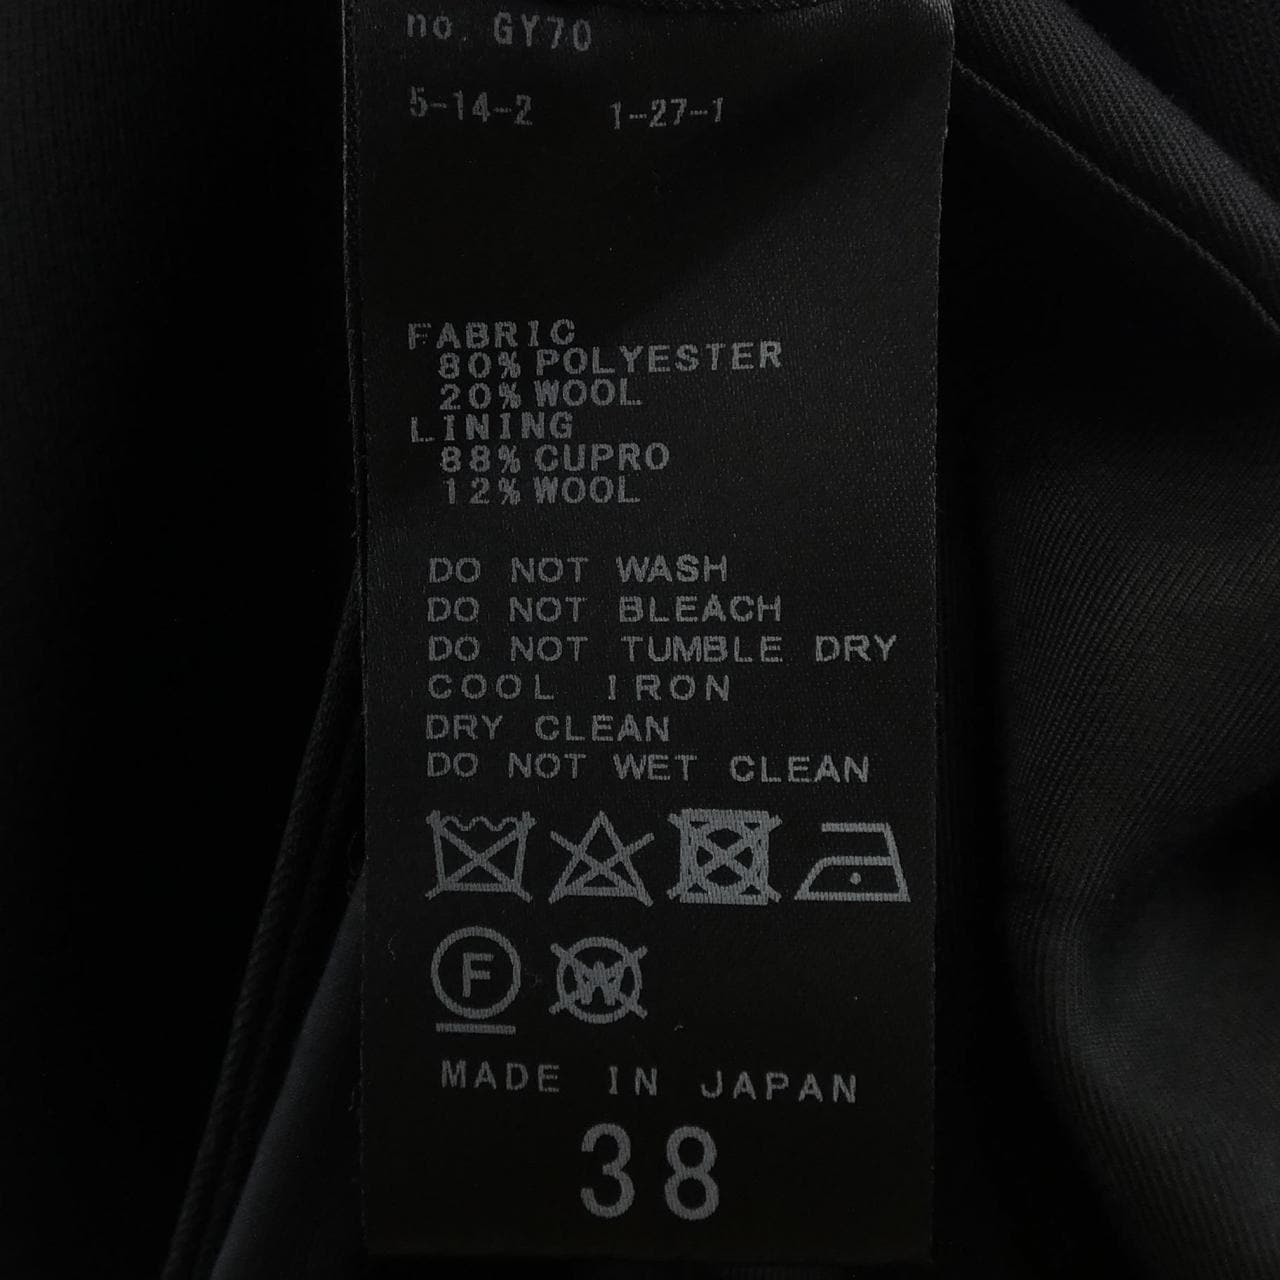 no. GY70
5-14-2 1-27-1
FABRIC
80% POLYESTER
20% WOOL
LINING
88% CUPRO
12% WOOL
DO NOT WASH
DO NOT BLEACH
DO NOT TUMBLE DRY
COOL IRON
DRY CLEAN
DO NOT WET CLEAN
F W
MADE IN JAPAN
38